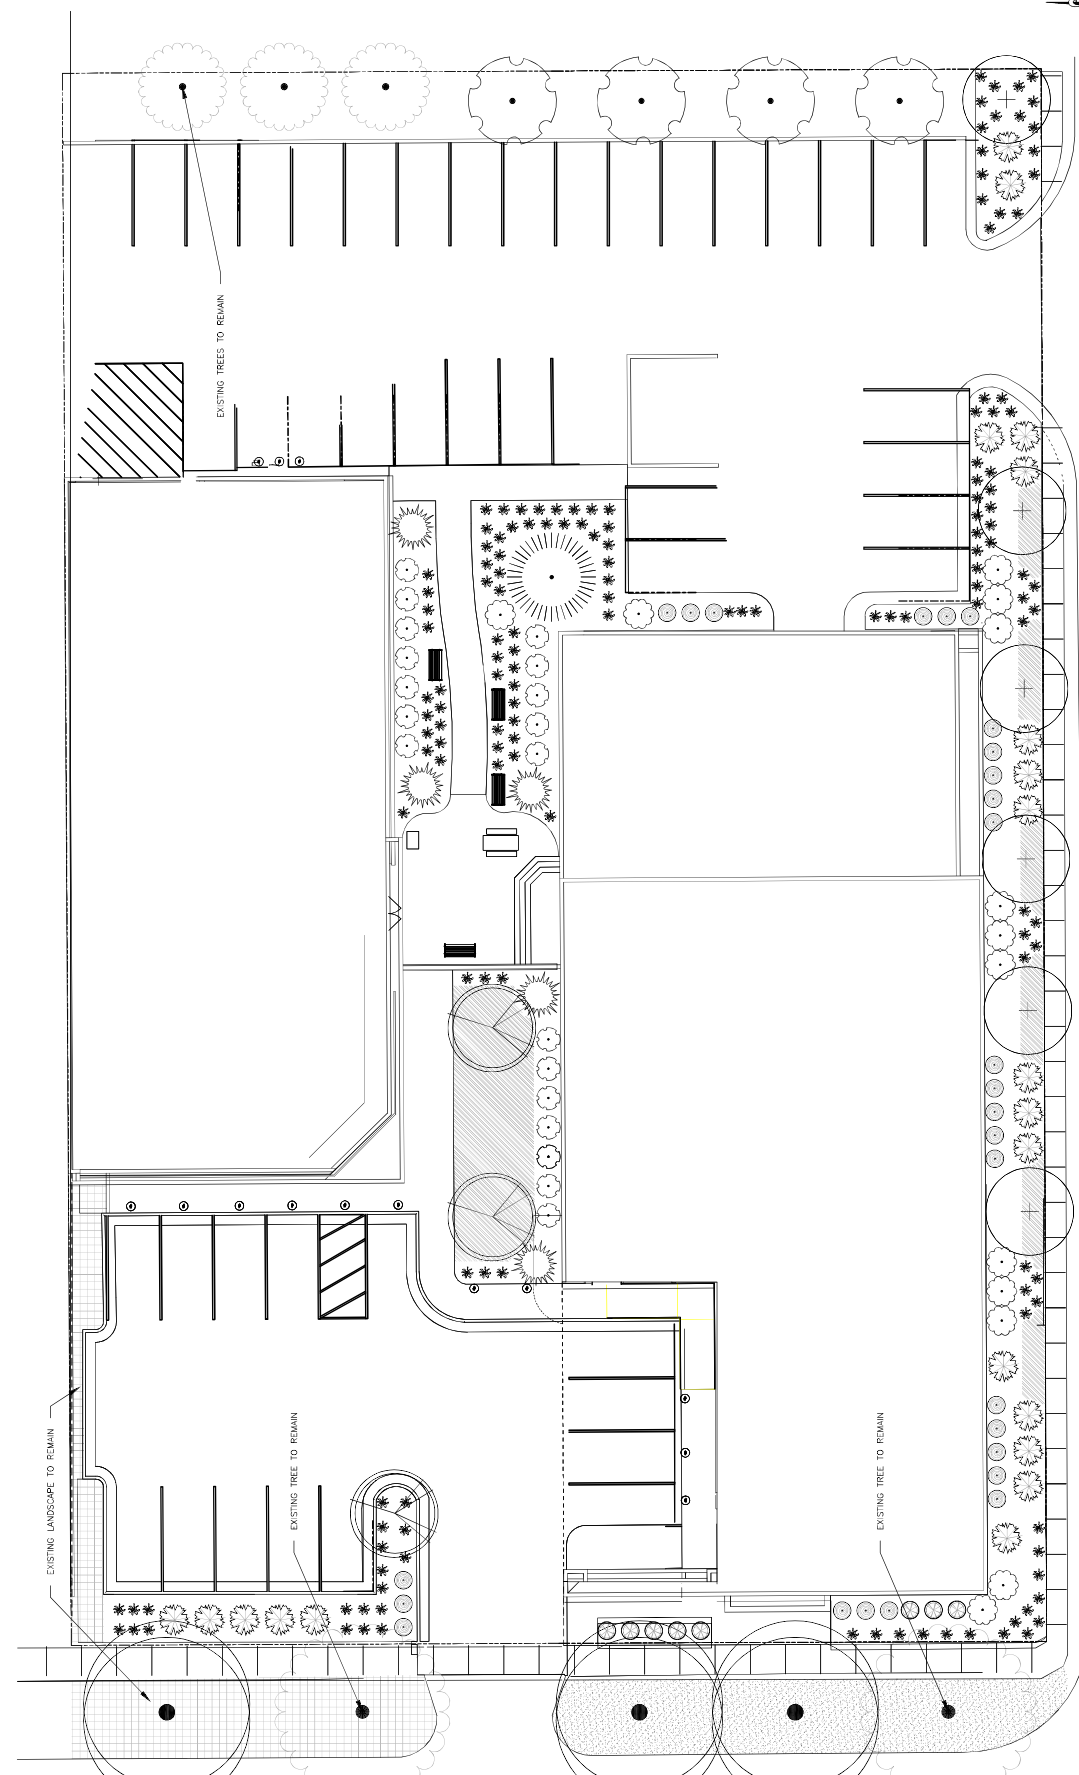 EXISTING TREES TO REMAIN
EXISTING LANDSCAPE TO REMAIN
EXISTING TREE TO REMAIN
EXISTING TREE TO REMAIN